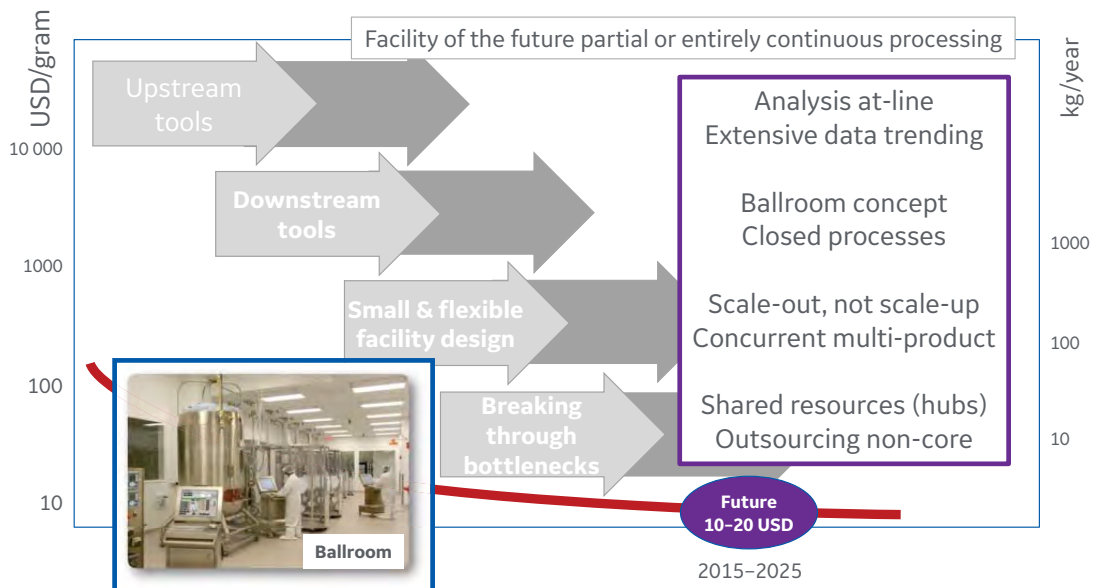 Facility of the future partial or entirely continuous processing
USD/gram
kg/year
10 000
1000
100
10
Upstream
tools
Downstream
tools
Small & flexible
facility design
Breaking
through
bottlenecks
Analysis at-line
Extensive data trending
Ballroom concept
Closed processes
Scale-out, not scale-up
Concurrent multi-product
Shared resources (hubs)
Outsourcing non-core
1000
100
10
Ballroom
Future
10–20 USD
2015–2025